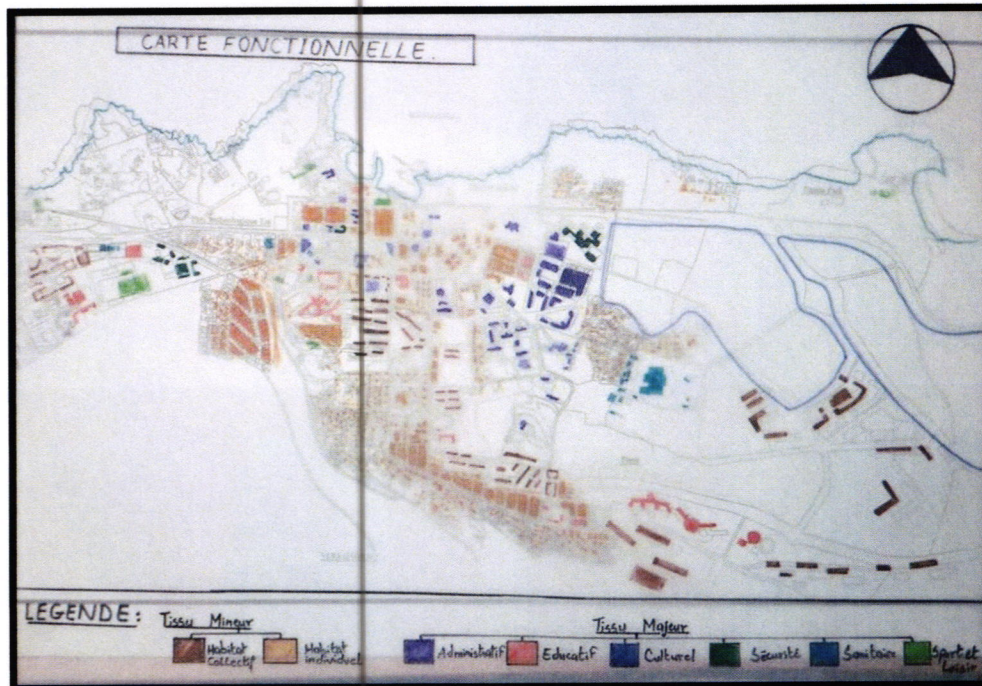 CARTE FONCTIONNELLE.
LEGENDE: Tissu Mineur Tissu Majeur
Habitat Collectif Habitat individuel Administratif Educatif Culturel Sécurité Sanitaire Sport et Loisir